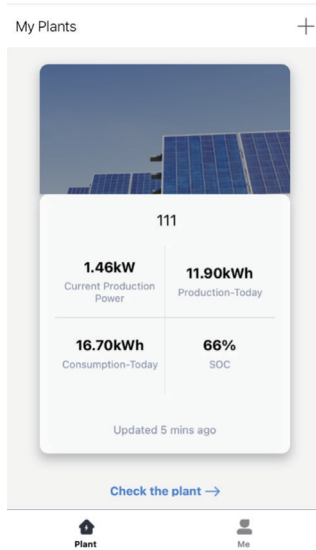 My Plants
111
1.46kW
Current Production
Power
11.90kWh
Production-Today
16.70kWh
Consumption-Today
66%
SOC
Updated 5 mins ago
Check the plant →
Plant
Me